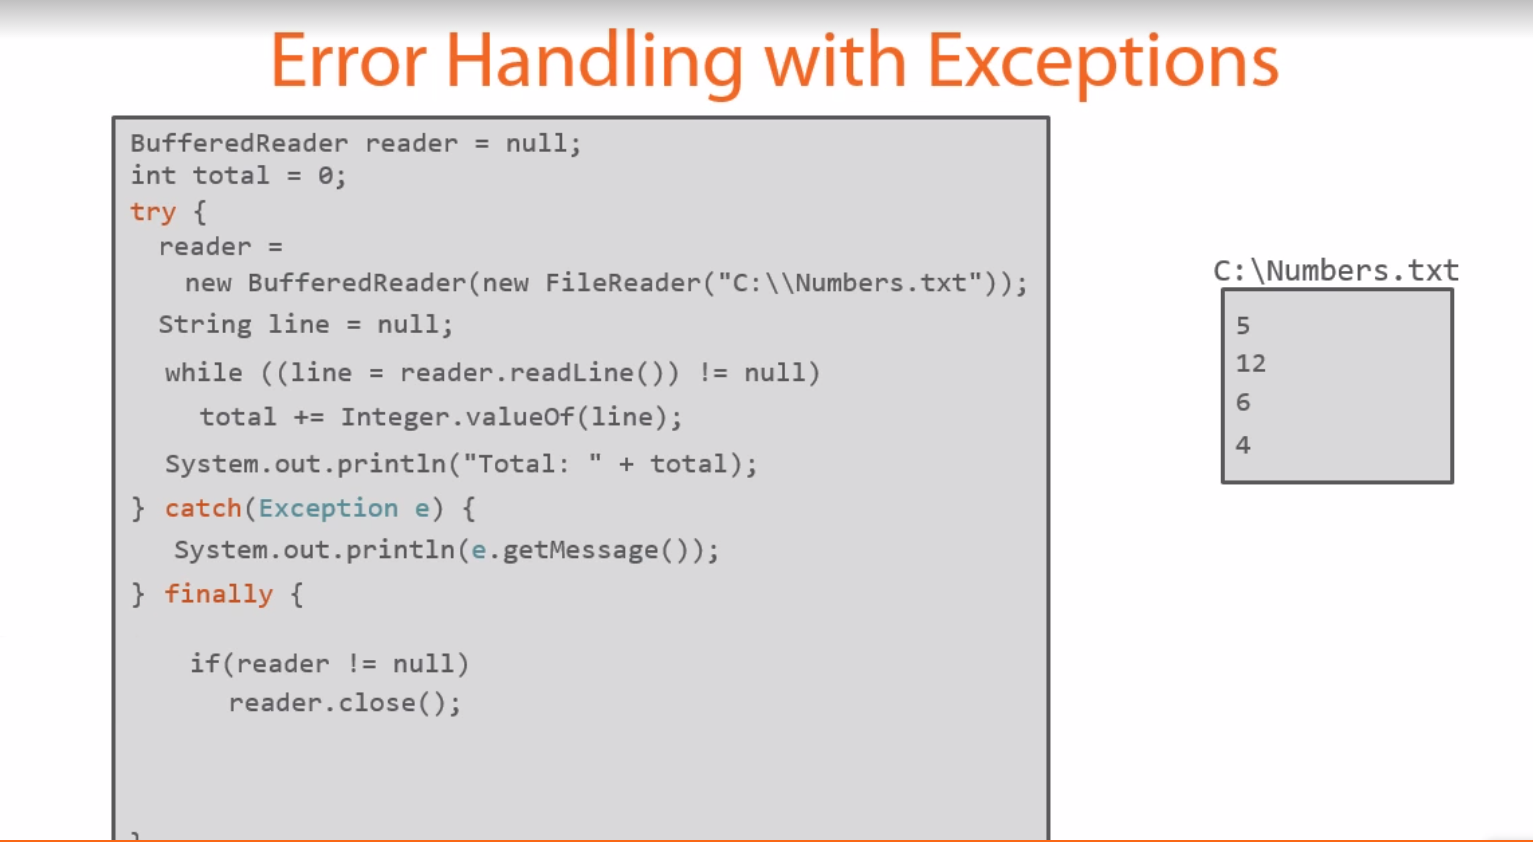 Error Handling with Exceptions
BufferedReader reader = null;
int total = 0;
try {
reader =
new BufferedReader(new FileReader("C:\\Numbers.txt"));
String line = null;
while ((line = reader.readLine()) != null)
total += Integer.valueOf(line);
System.out.println("Total: " + total);
} catch(Exception e) {
System.out.println(e.getMessage());
} finally {
if(reader != null)
reader.close();
}
C:\Numbers.txt
5
12
6
4